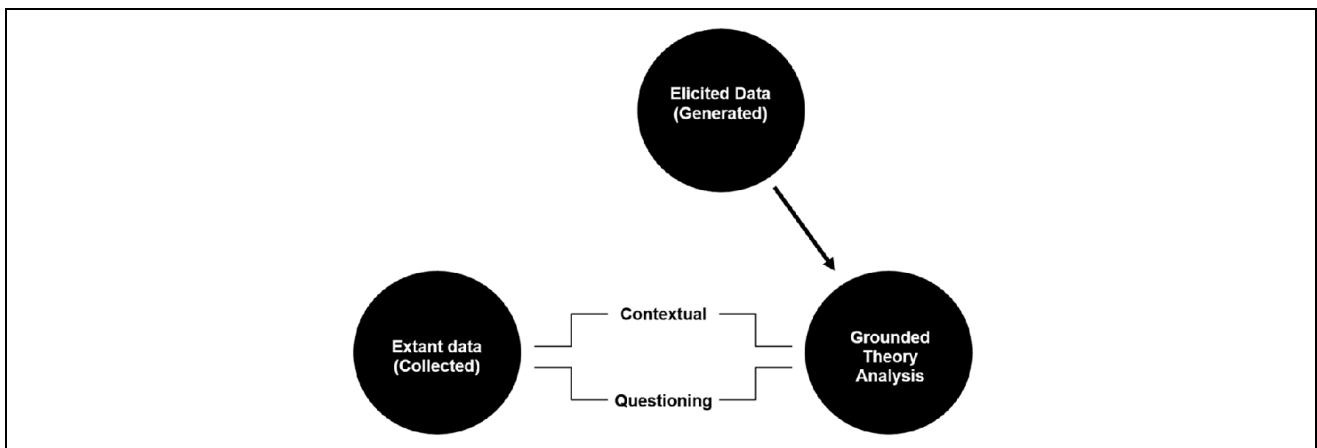 Elicited Data
(Generated)
Contextual
Extant data
(Collected)
Grounded
Theory
Analysis
Questioning